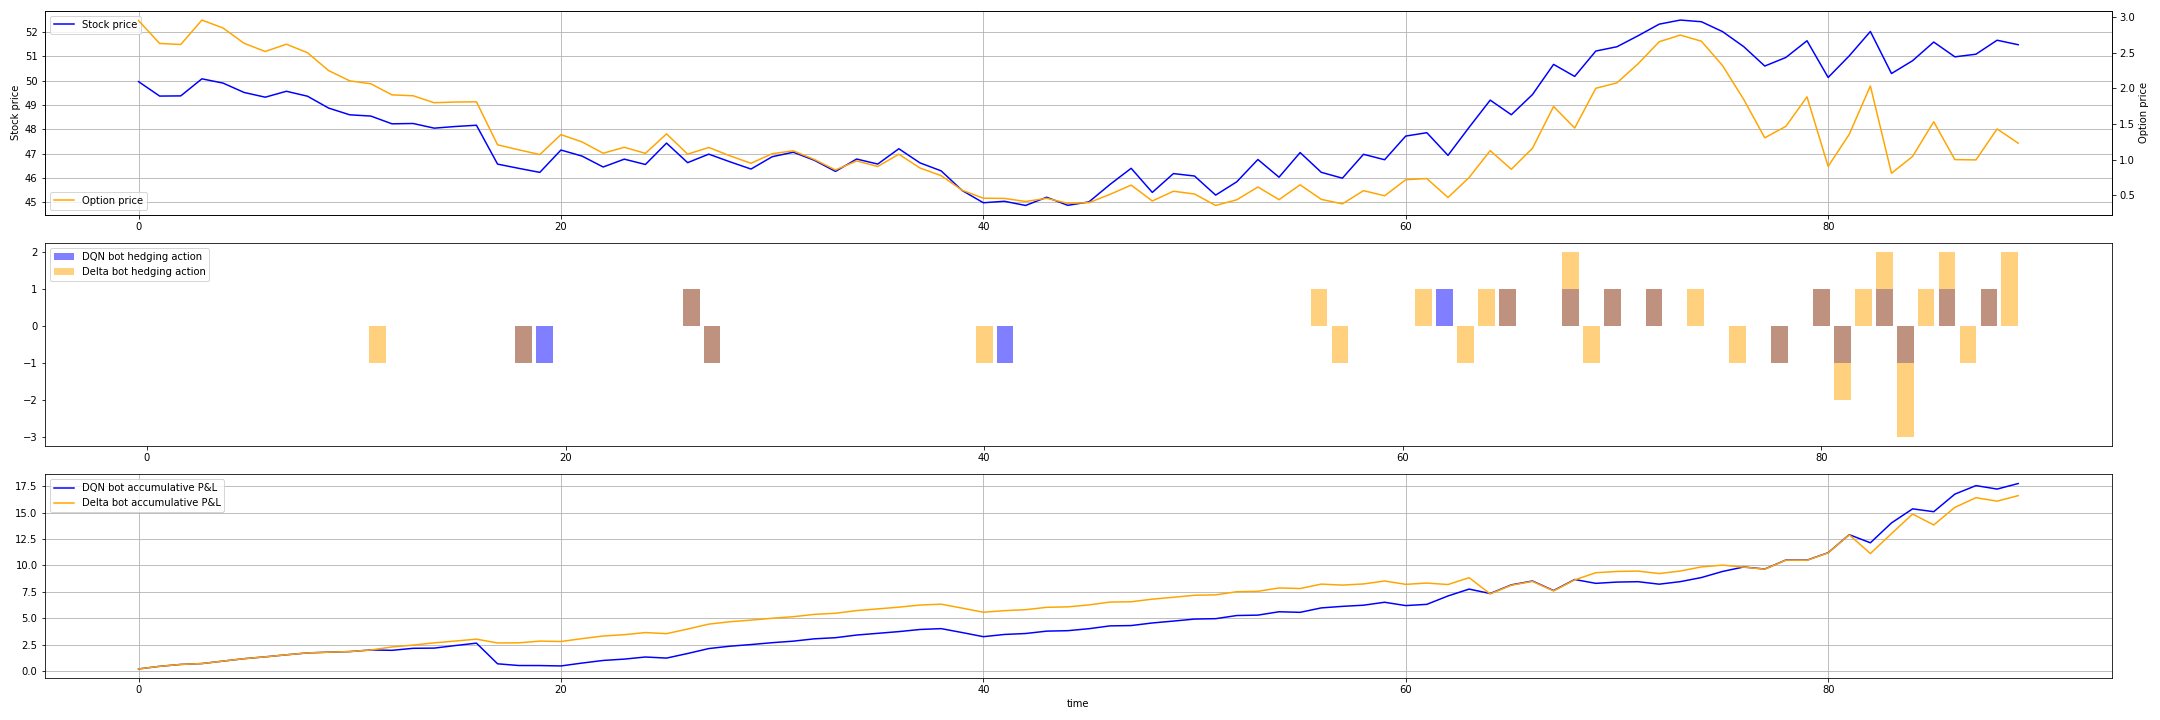 Stock price
52
51
50
49
48
47
46
45
Stock price
Option price
3.0
2.5
2.0
1.5
1.0
0.5
Option price
0 20 40 60 80
DQN bot hedging action
Delta bot hedging action
2
1
0
−1
−2
−3
0 20 40 60 80
DQN bot accumulative P&L
Delta bot accumulative P&L
17.5
15.0
12.5
10.0
7.5
5.0
2.5
0.0
0 20 40 60 80
time